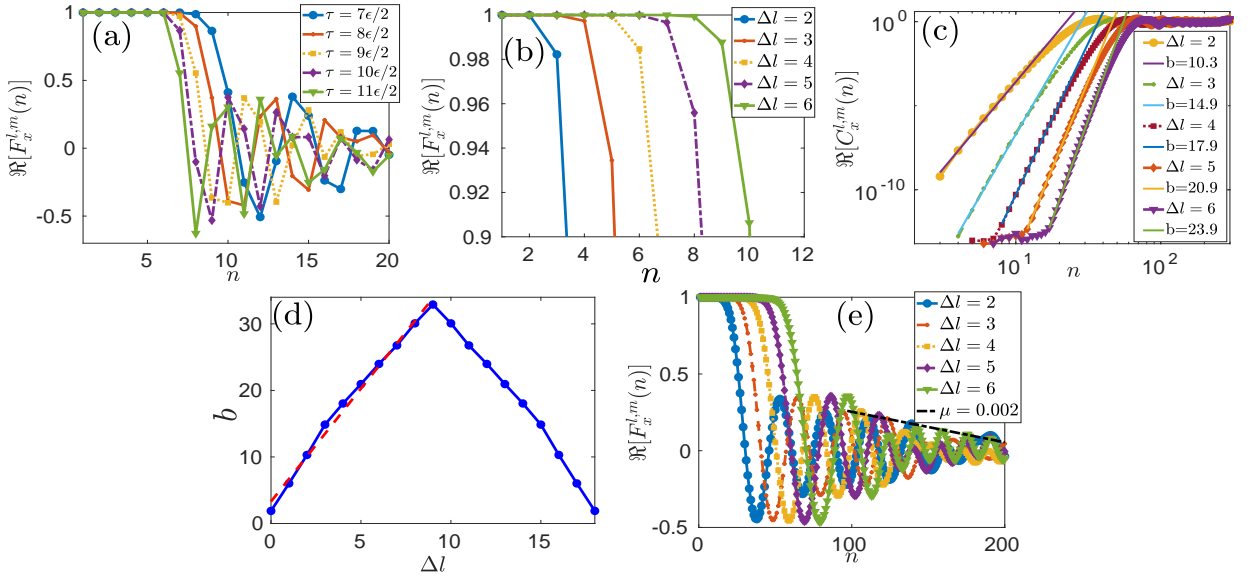 (a)
1
0.5
0
-0.5
5
10
15
20
n
ℜ[F_x^{l,m}(n)]
τ = 7ϵ/2
τ = 8ϵ/2
τ = 9ϵ/2
τ = 10ϵ/2
τ = 11ϵ/2
(b)
1
0.98
0.96
0.94
0.92
0.9
2
4
6
8
10
12
n
ℜ[F_x^{l,m}(n)]
Δl = 2
Δl = 3
Δl = 4
Δl = 5
Δl = 6
(c)
10^0
10^{-10}
10^1
10^2
n
ℜ[C_x^{l,m}(n)]
Δl = 2
b=10.3
Δl = 3
b=14.9
Δl = 4
b=17.9
Δl = 5
b=20.9
Δl = 6
b=23.9
(d)
30
20
10
0
0
5
10
15
Δl
b
(e)
1
0.5
0
-0.5
0
100
200
n
ℜ[F_x^{l,m}(n)]
Δl = 2
Δl = 3
Δl = 4
Δl = 5
Δl = 6
μ = 0.002